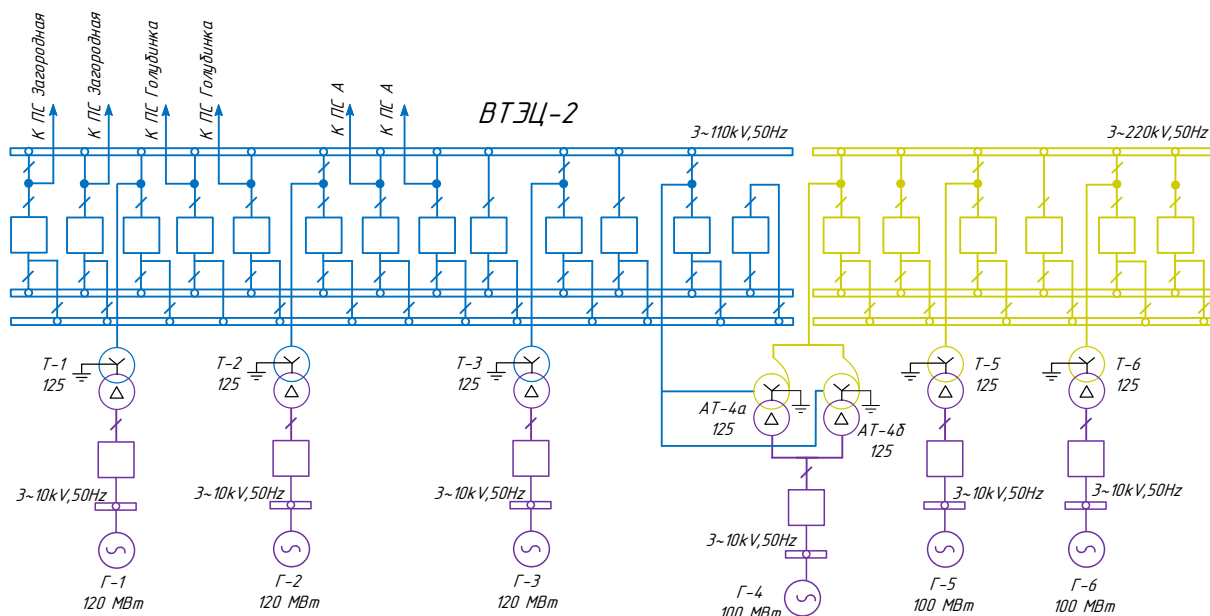 К ПС Загородная
К ПС Загородная
К ПС Голубинка
К ПС Голубинка
К ПС А
К ПС А
ВТЭЦ-2
3~110kV,50Hz
3~220kV,50Hz
Т-1
125
Т-2
125
Т-3
125
АТ-4а
125
АТ-4б
125
Т-5
125
Т-6
125
3~10kV,50Hz
3~10kV,50Hz
3~10kV,50Hz
3~10kV,50Hz
3~10kV,50Hz
3~10kV,50Hz
Г-1
120 МВт
Г-2
120 МВт
Г-3
120 МВт
Г-4
100 МВт
Г-5
100 МВт
Г-6
100 МВт